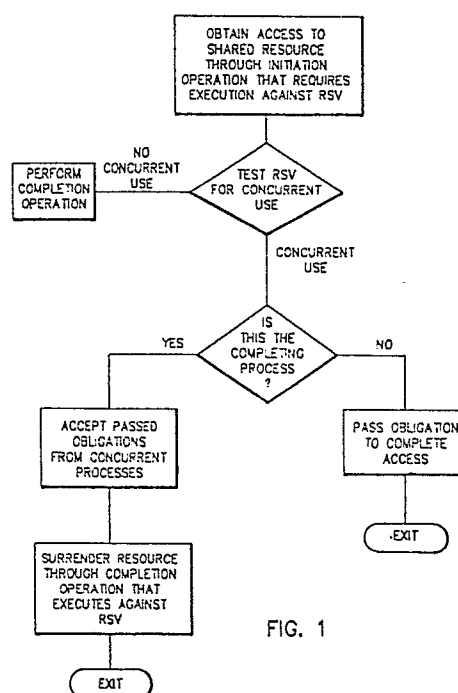 OBTAIN ACCESS TO
SHARED RESOURCE
THROUGH INITIATION
OPERATION THAT REQUIRES
EXECUTION AGAINST RSV
NO
CONCURRENT
USE
PERFORM
COMPLETION
OPERATION
TEST RSV
FOR CONCURRENT
USE
CONCURRENT
USE
IS
THIS THE
COMPLETING
PROCESS
?
YES
NO
ACCEPT PASSED
OBLIGATIONS
FROM CONCURRENT
PROCESSES
PASS OBLIGATION
TO COMPLETE
ACCESS
EXIT
SURRENDER RESOURCE
THROUGH COMPLETION
OPERATION THAT
EXECUTES AGAINST
RSV
EXIT
FIG. 1